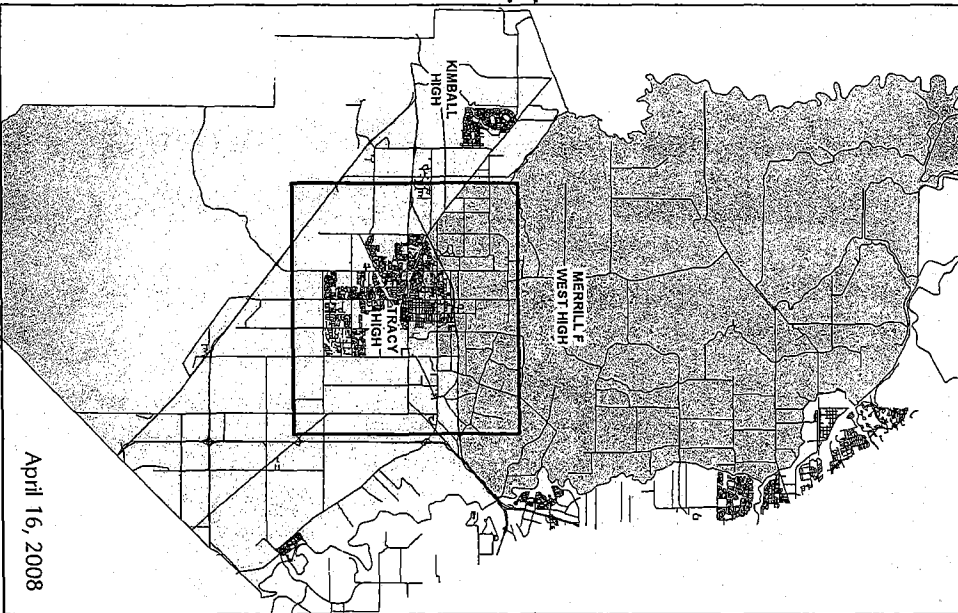 KIMBALL
HIGH
MERRILL F
WEST HIGH
TRACY
HIGH
April 16, 2008